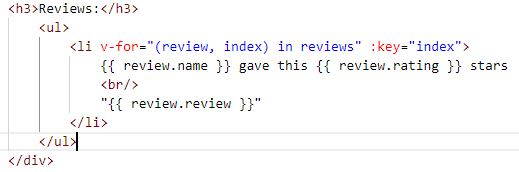 <h3>Reviews:</h3>
<ul>
<li v-for="(review, index) in reviews" :key="index">
{{ review.name }} gave this {{ review.rating }} stars
<br/>
"{{ review.review }}"
</li>
</ul>
</div>